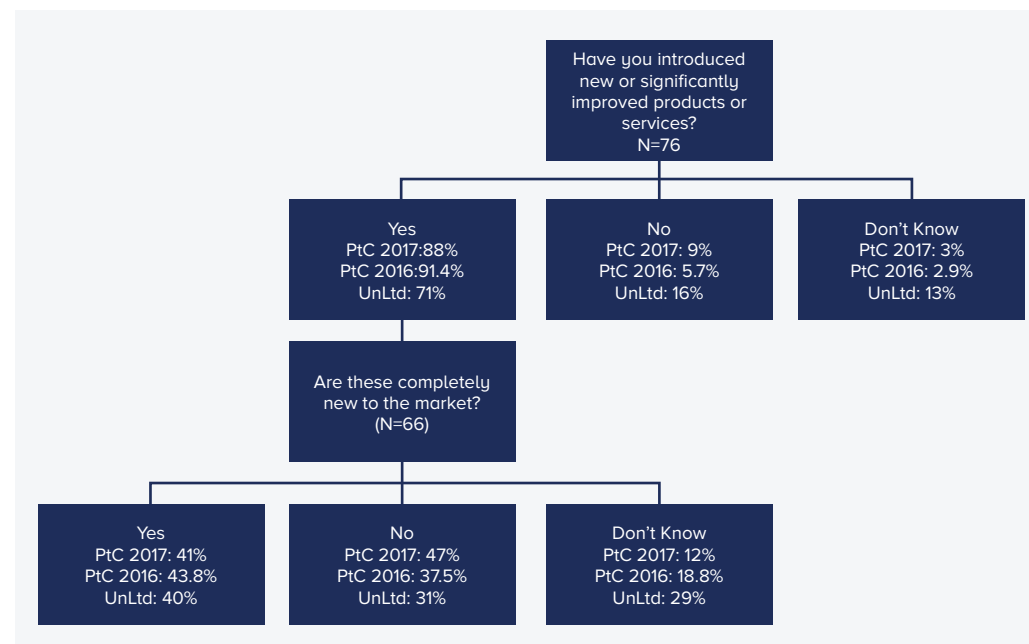 Have you introduced
new or significantly
improved products or
services?
N=76
Yes
PtC 2017:88%
PtC 2016:91.4%
UnLtd: 71%
No
PtC 2017: 9%
PtC 2016: 5.7%
UnLtd: 16%
Don't Know
PtC 2017: 3%
PtC 2016: 2.9%
UnLtd: 13%
Are these completely
new to the market?
(N=66)
Yes
PtC 2017: 41%
PtC 2016: 43.8%
UnLtd: 40%
No
PtC 2017: 47%
PtC 2016: 37.5%
UnLtd: 31%
Don't Know
PtC 2017: 12%
PtC 2016: 18.8%
UnLtd: 29%